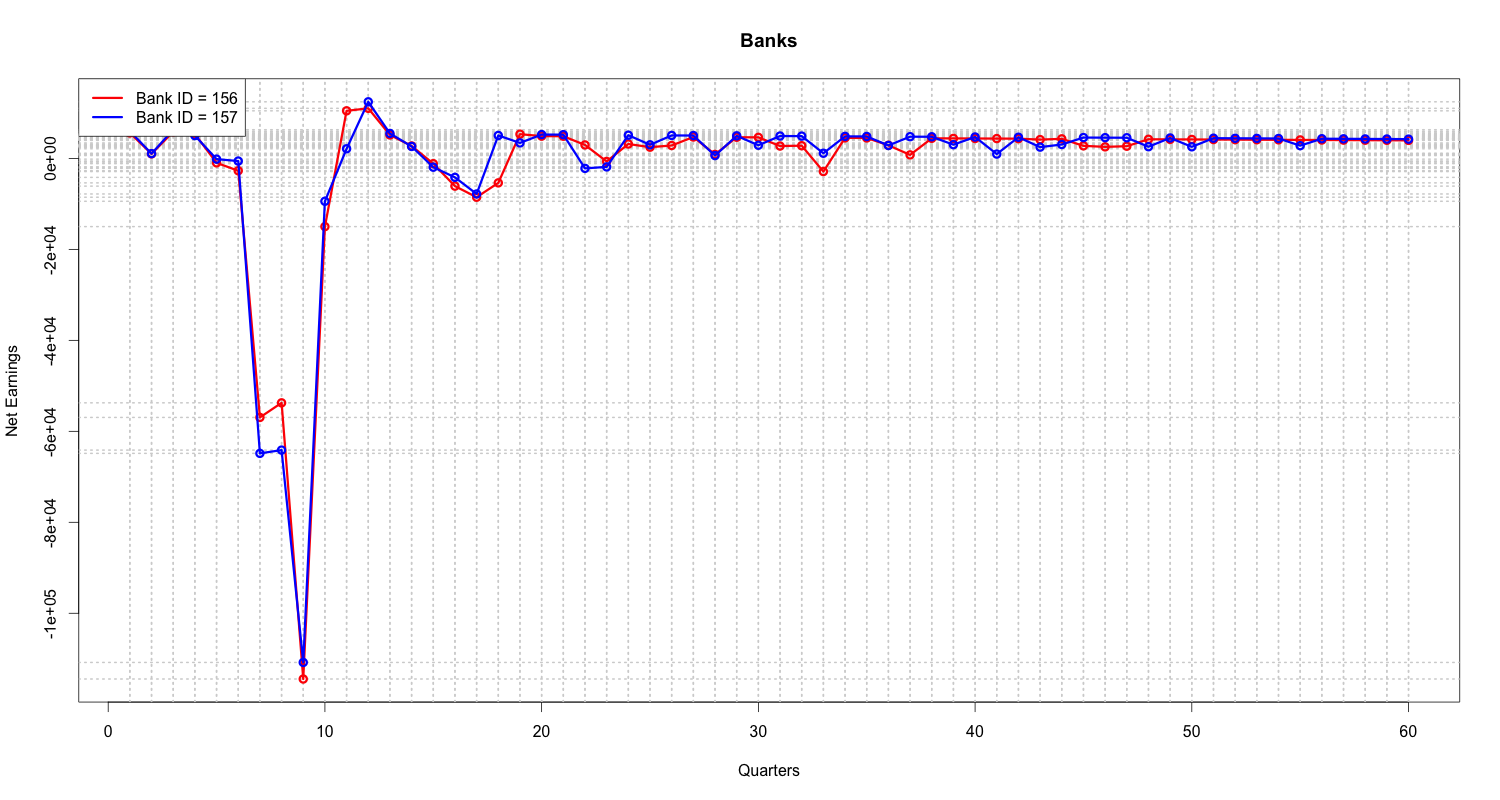 Banks
Bank ID = 156
Bank ID = 157
0e+00
-2e+04
-4e+04
-6e+04
-8e+04
-1e+05
Net Earnings
0 10 20 30 40 50 60
Quarters